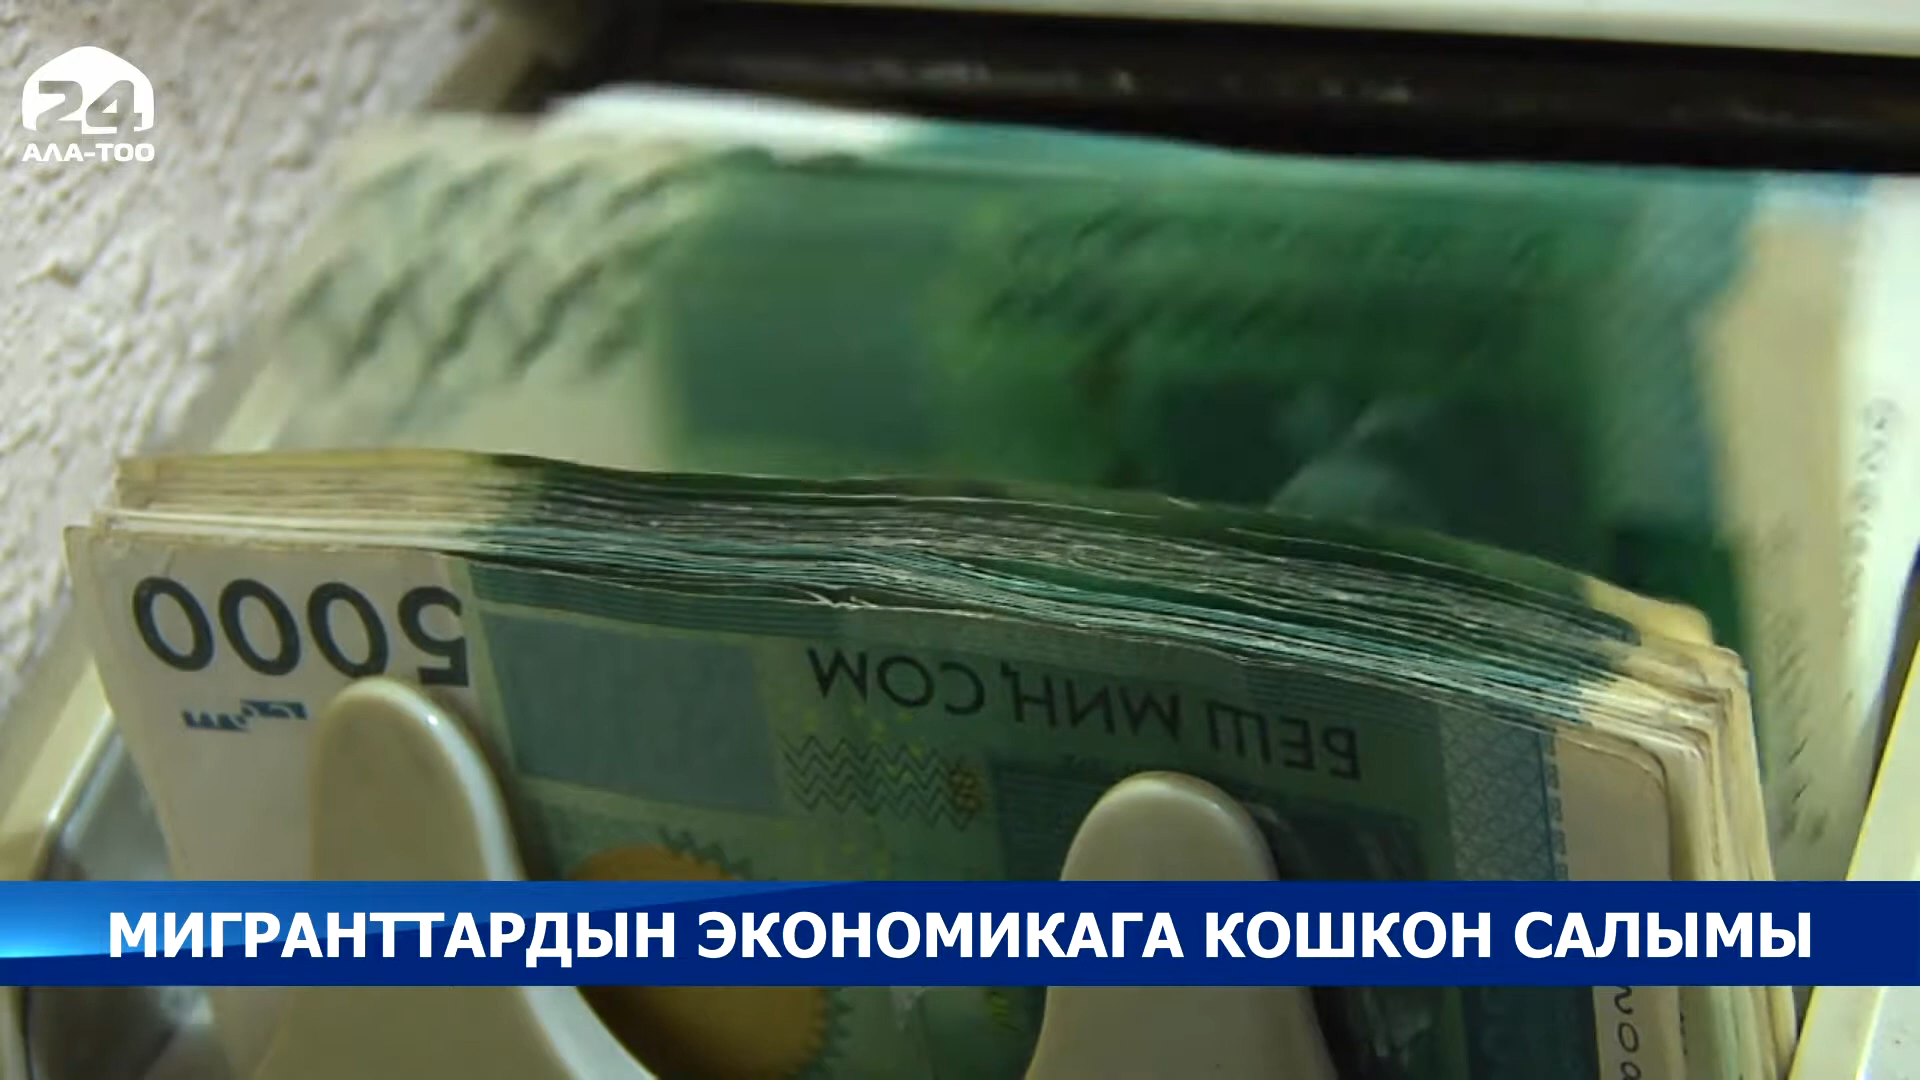 24
АЛА-ТОО
5000
БЕШ МИҢ СОМ
МИГРАНТТАРДЫН ЭКОНОМИКАГА КОШКОН САЛЫМЫ